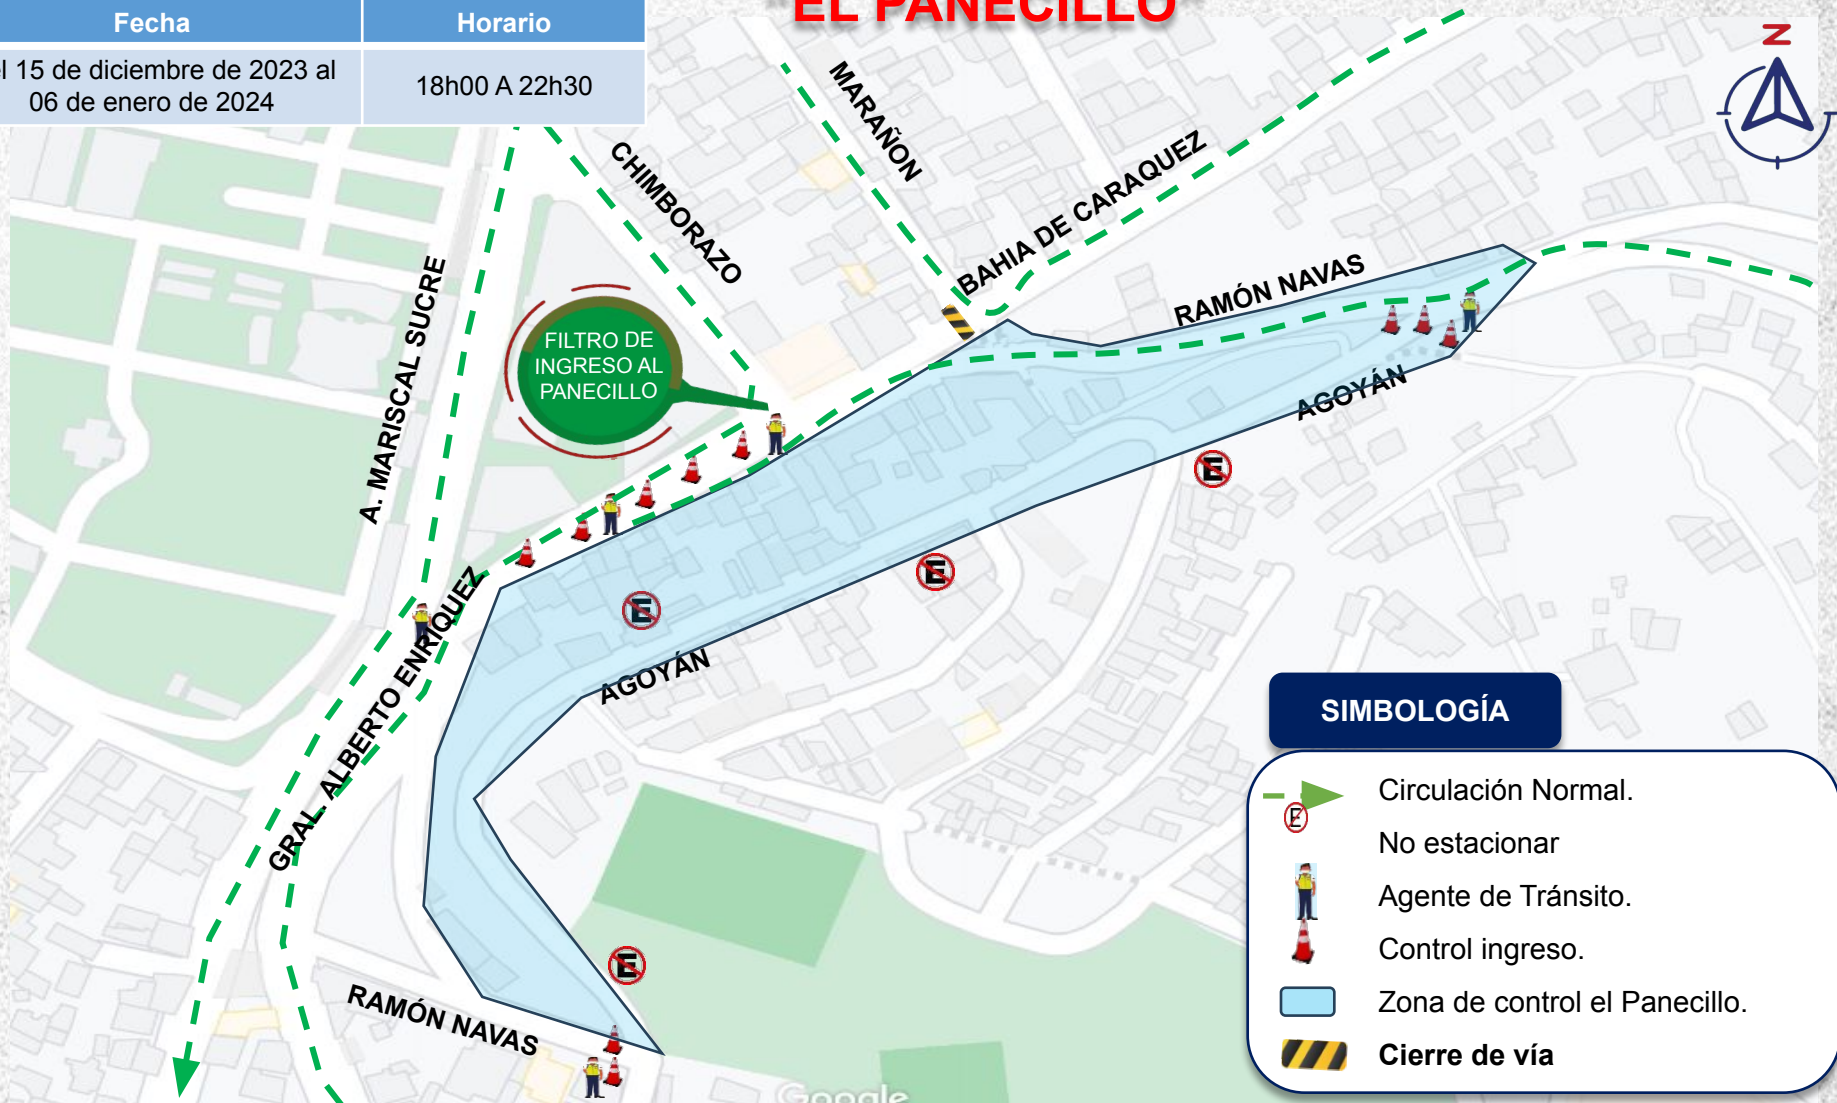 EL PANECILLO
Fecha
Horario
el 15 de diciembre de 2023 al
06 de enero de 2024
18h00 A 22h30
N
MARAÑON
CHIMBORAZO
BAHIA DE CARAQUEZ
RAMÓN NAVAS
A. MARISCAL SUCRE
FILTRO DE
INGRESO AL
PANECILLO
AGOYÁN
E
E
E
AGOYÁN
GRAL. ALBERTO ENRIQUEZ
E
RAMÓN NAVAS
SIMBOLOGÍA
Circulación Normal.
E
No estacionar
Agente de Tránsito.
Control ingreso.
Zona de control el Panecillo.
Cierre de vía
Google